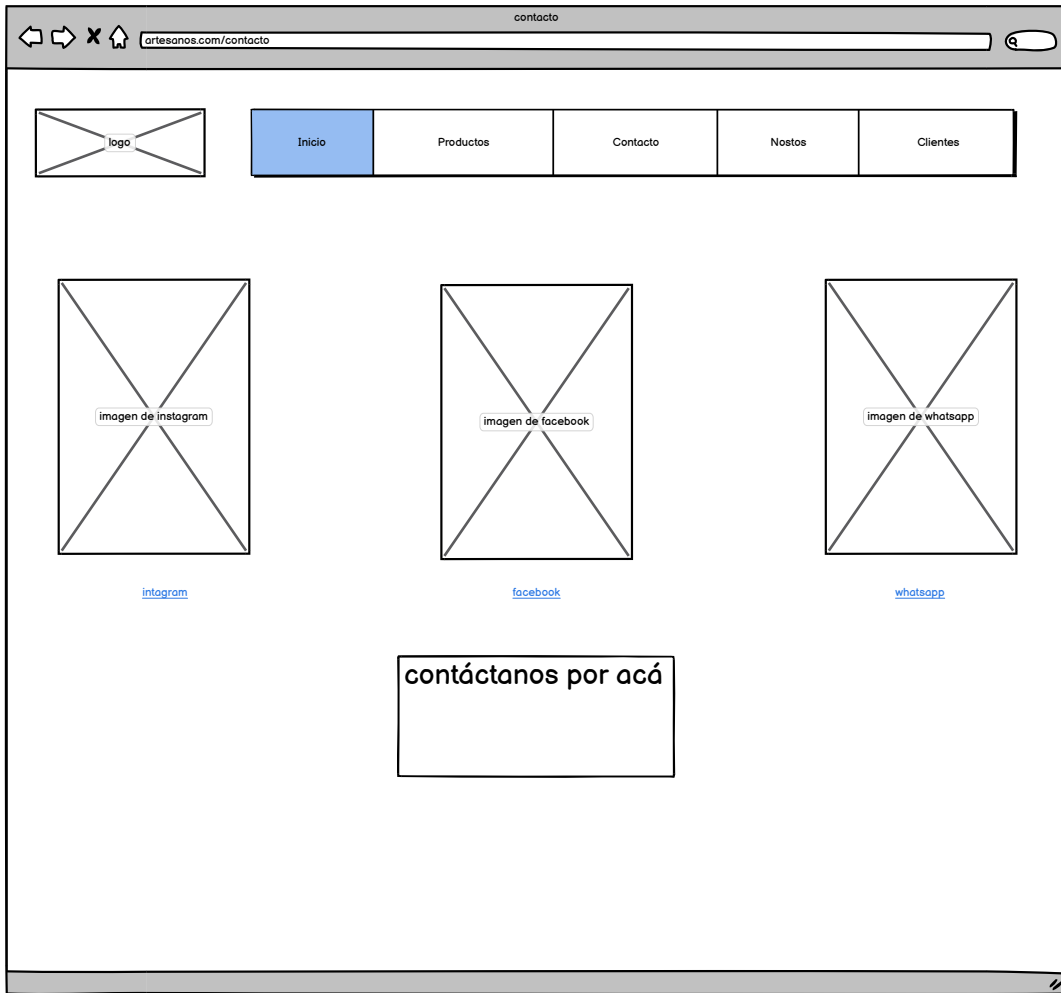 contacto
artesanos.com/contacto
logo
Inicio
Productos
Contacto
Nostos
Clientes
imagen de instagram
imagen de facebook
imagen de whatsapp
intagram
facebook
whatsapp
contáctanos por acá